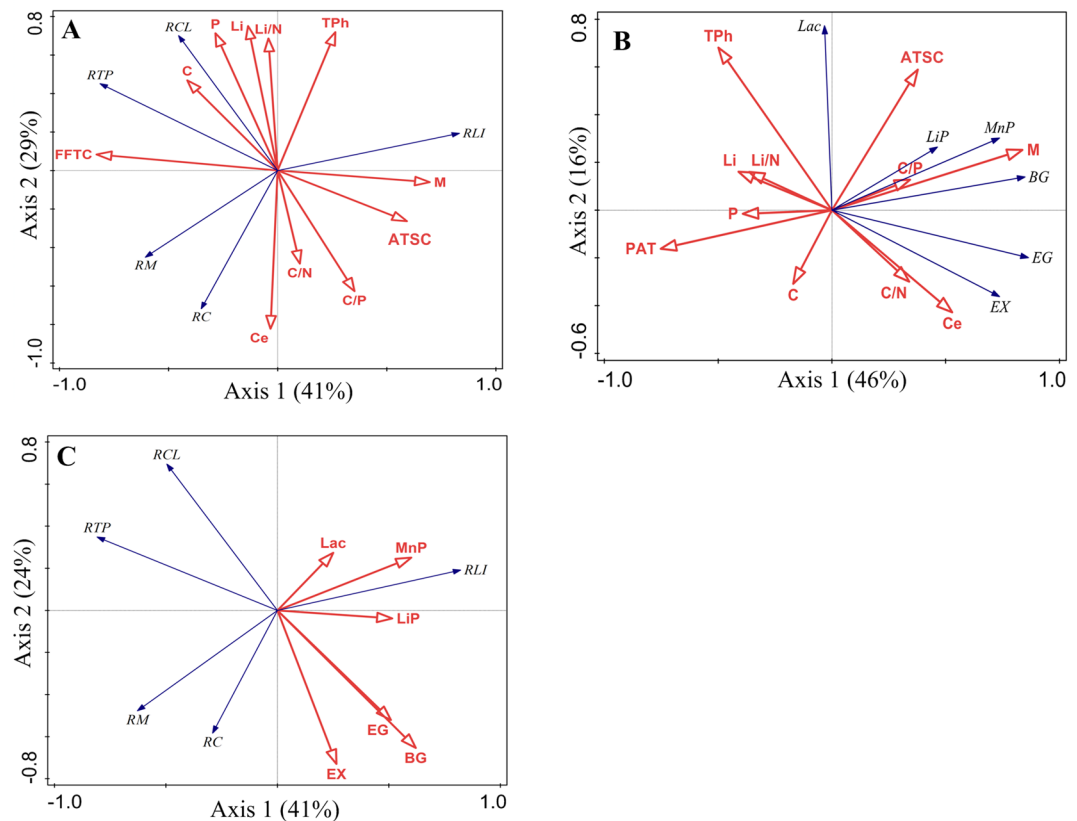 A
0.8
RCL
P
Li
Li/N
TPh
C
RTP
RLI
FFTC
M
ATSC
RM
C/N
C/P
RC
Ce
Axis 2 (29%)
-1.0
-1.0
Axis 1 (41%)
1.0
B
0.8
Lac
TPh
ATSC
LiP
MnP
M
Li
Li/N
C/P
BG
P
PAT
EG
C
C/N
EX
Ce
Axis 2 (16%)
-0.6
-1.0
Axis 1 (46%)
1.0
C
0.8
RCL
RTP
Lac
MnP
RLI
LiP
RM
RC
EG
BG
EX
Axis 2 (24%)
-0.8
-1.0
Axis 1 (41%)
1.0